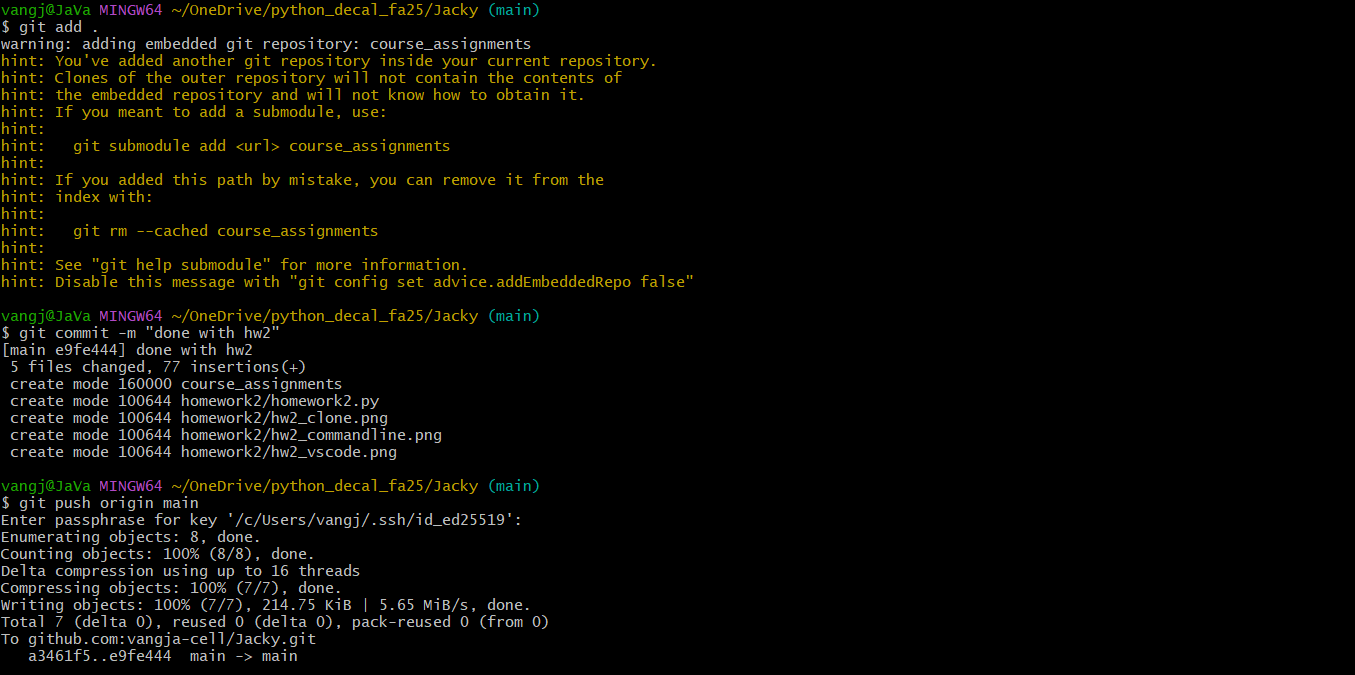 vangj@JaVa MINGW64 ~/OneDrive/python_decal_fa25/Jacky (main)
$ git add .
warning: adding embedded git repository: course_assignments
hint: You've added another git repository inside your current repository.
hint: Clones of the outer repository will not contain the contents of
hint: the embedded repository and will not know how to obtain it.
hint: If you meant to add a submodule, use:
hint:
hint:   git submodule add <url> course_assignments
hint:
hint: If you added this path by mistake, you can remove it from the
hint: index with:
hint:
hint:   git rm --cached course_assignments
hint:
hint: See "git help submodule" for more information.
hint: Disable this message with "git config set advice.addEmbeddedRepo false"

vangj@JaVa MINGW64 ~/OneDrive/python_decal_fa25/Jacky (main)
$ git commit -m "done with hw2"
[main e9fe444] done with hw2
 5 files changed, 77 insertions(+)
 create mode 160000 course_assignments
 create mode 100644 homework2/homework2.py
 create mode 100644 homework2/hw2_clone.png
 create mode 100644 homework2/hw2_commandline.png
 create mode 100644 homework2/hw2_vscode.png

vangj@JaVa MINGW64 ~/OneDrive/python_decal_fa25/Jacky (main)
$ git push origin main
Enter passphrase for key '/c/Users/vangj/.ssh/id_ed25519':
Enumerating objects: 8, done.
Counting objects: 100% (8/8), done.
Delta compression using up to 16 threads
Compressing objects: 100% (7/7), done.
Writing objects: 100% (7/7), 214.75 KiB | 5.65 MiB/s, done.
Total 7 (delta 0), reused 0 (delta 0), pack-reused 0 (from 0)
To github.com:vangja-cell/Jacky.git
   a3461f5..e9fe444  main -> main